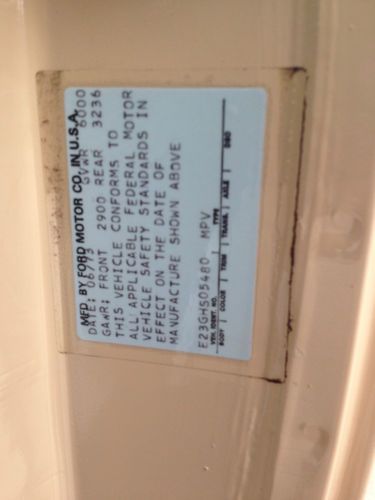 MFD. BY FORD MOTOR CO. IN U.S.A.
DATE: 06/73 GVWR 6000
GAWR: FRONT 2900 REAR 3236
THIS VEHICLE CONFORMS TO
ALL APPLICABLE FEDERAL MOTOR
VEHICLE SAFETY STANDARDS IN
EFFECT ON THE DATE OF
MANUFACTURE SHOWN ABOVE
E23GHS05480 MPV
VEH. IDENT. NO. TYPE
BODY COLOR TRIM TRANS. AXLE DSO